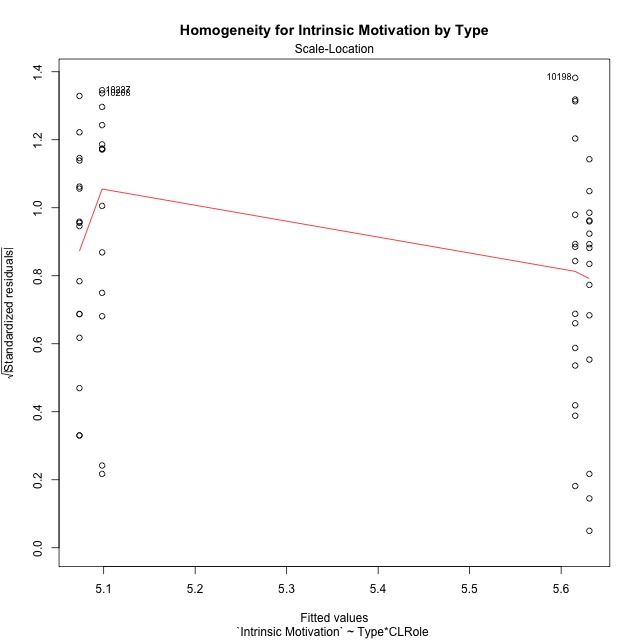 Homogeneity for Intrinsic Motivation by Type
Scale-Location
1.4
1.2
1.0
0.8
0.6
0.4
0.2
0.0
√|Standardized residuals|
10198
5.1 5.2 5.3 5.4 5.5 5.6
Fitted values
`Intrinsic Motivation` ~ Type*CLRole